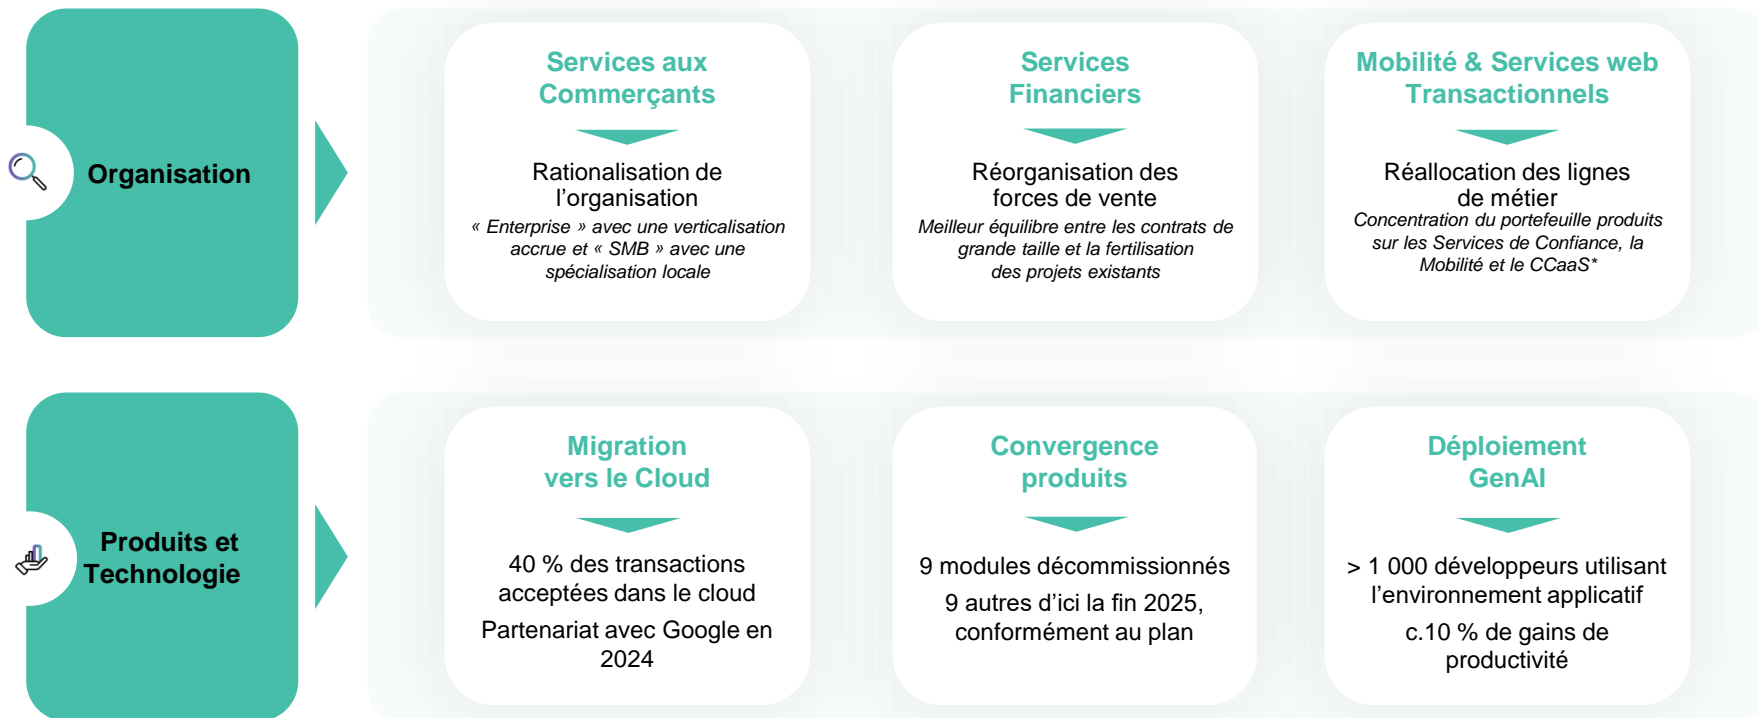 Organisation
Services aux
Commerçants
Rationalisation de
l’organisation
« Enterprise » avec une verticalisation
accrue et « SMB » avec une
spécialisation locale
Services
Financiers
Réorganisation des
forces de vente
Meilleur équilibre entre les contrats de
grande taille et la fertilisation
des projets existants
Mobilité & Services web
Transactionnels
Réallocation des lignes
de métier
Concentration du portefeuille produits
sur les Services de Confiance, la
Mobilité et le CCaaS*
Produits et
Technologie
Migration
vers le Cloud
40 % des transactions
acceptées dans le cloud
Partenariat avec Google en
2024
Convergence
produits
9 modules décommissionnés
9 autres d’ici la fin 2025,
conformément au plan
Déploiement
GenAI
> 1 000 développeurs utilisant
l’environnement applicatif
c.10 % de gains de
productivité